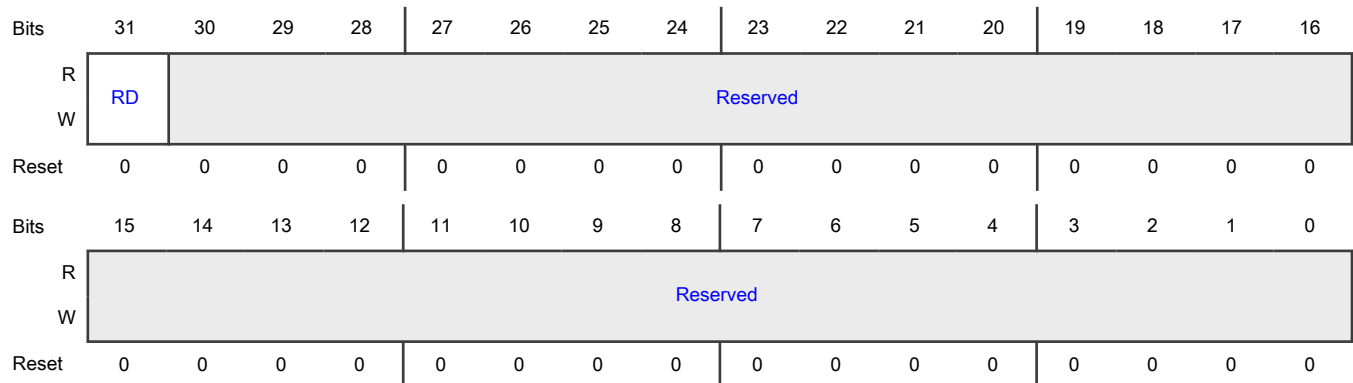 Bits 31 30 29 28 27 26 25 24 23 22 21 20 19 18 17 16
R
RD Reserved
W
Reset 0 0 0 0 0 0 0 0 0 0 0 0 0 0 0 0
Bits 15 14 13 12 11 10 9 8 7 6 5 4 3 2 1 0
R
Reserved
W
Reset 0 0 0 0 0 0 0 0 0 0 0 0 0 0 0 0